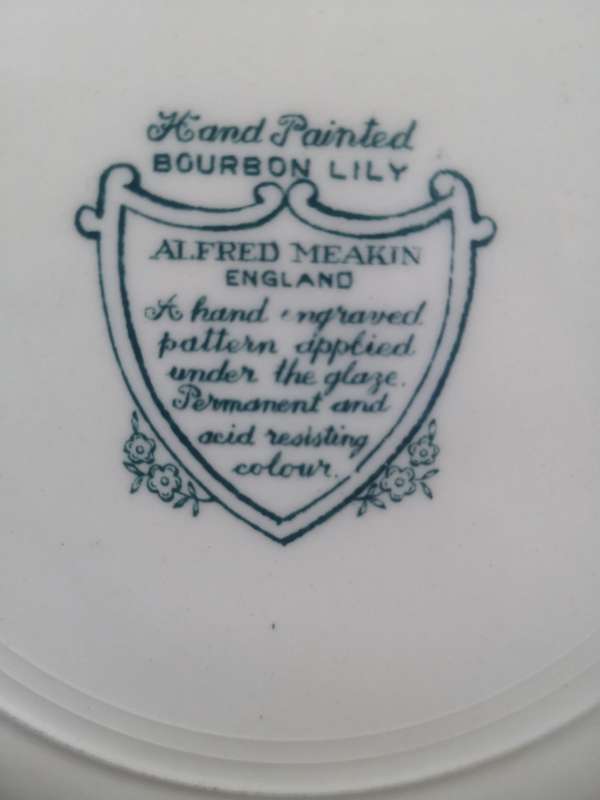 Hand Painted
BOURBON LILY
ALFRED MEAKIN
ENGLAND
A hand engraved
pattern applied
under the glaze.
Permanent and
acid resisting
colour.